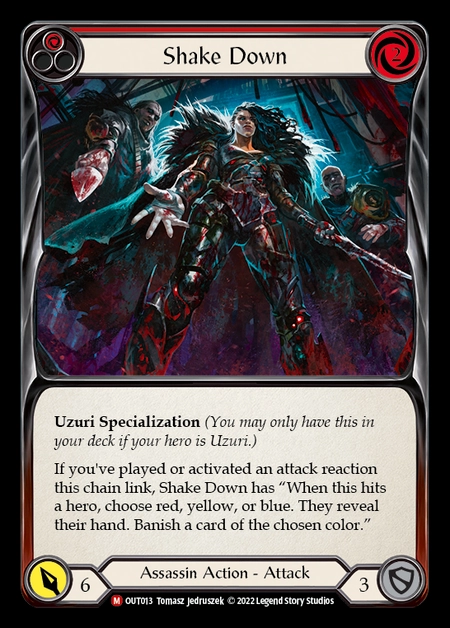 Shake Down
2
Uzuri Specialization (You may only have this in
your deck if your hero is Uzuri.)
If you've played or activated an attack reaction
this chain link, Shake Down has “When this hits
a hero, choose red, yellow, or blue. They reveal
their hand. Banish a card of the chosen color.”
6
Assassin Action - Attack
3
M OUT013 Tomasz Jedruszek © 2022 Legend Story Studios